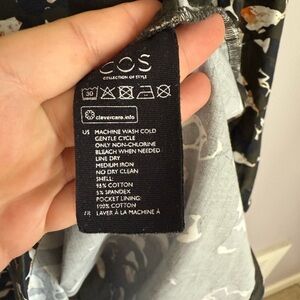 COS
COLLECTION OF STYLE
30
clevercare.info
US MACHINE WASH COLD
GENTLE CYCLE
ONLY NON-CHLORINE
BLEACH WHEN NEEDED
LINE DRY
MEDIUM IRON
NO DRY CLEAN
SHELL:
95% COTTON
5% SPANDEX
POCKET LINING:
100% COTTON
FR LAVER À LA MACHINE À